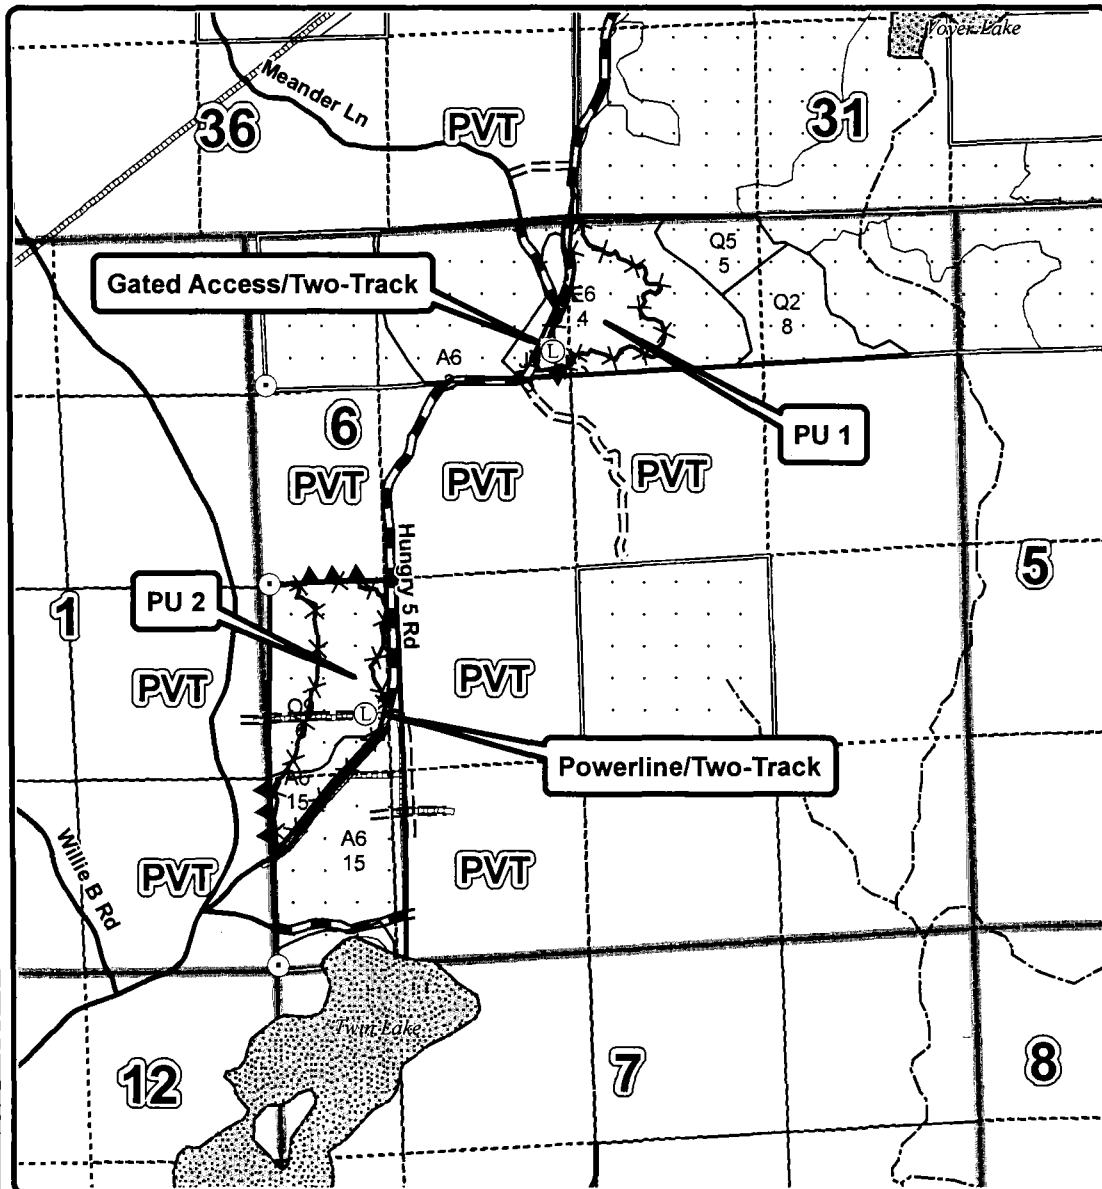 Voyer Lake
Meander Ln
36
PVT
31
Q5
5
Gated Access/Two-Track
E6
4
Q2
8
L
A6
PU 1
6
PVT
PVT
PVT
Hungry 5 Rd
5
PU 2
1
PVT
PVT
L
Powerline/Two-Track
A6
15
A6
15
Willie B Rd
PVT
PVT
Twin Lake
12
7
8